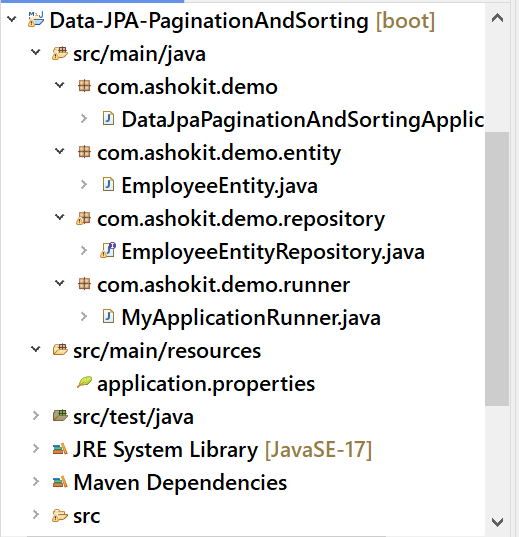 Data-JPA-PaginationAndSorting [boot]
src/main/java
com.ashokit.demo
DataJpaPaginationAndSortingApplic
com.ashokit.demo.entity
EmployeeEntity.java
com.ashokit.demo.repository
EmployeeEntityRepository.java
com.ashokit.demo.runner
MyApplicationRunner.java
src/main/resources
application.properties
src/test/java
JRE System Library [JavaSE-17]
Maven Dependencies
src